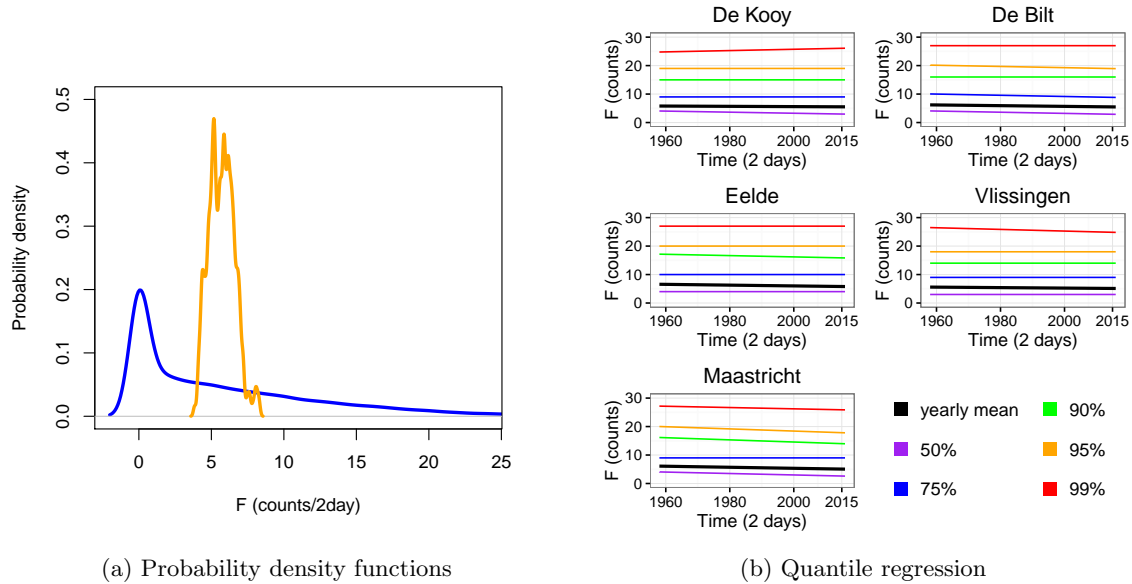 0.0 0.1 0.2 0.3 0.4 0.5
Probability density
0 5 10 15 20 25
F (counts/2day)
(a) Probability density functions
De Kooy
0 10 20 30
F (counts)
1960 1980 2000 2015
Time (2 days)
De Bilt
0 10 20 30
F (counts)
1960 1980 2000 2015
Time (2 days)
Eelde
0 10 20 30
F (counts)
1960 1980 2000 2015
Time (2 days)
Vlissingen
0 10 20 30
F (counts)
1960 1980 2000 2015
Time (2 days)
Maastricht
0 10 20 30
F (counts)
1960 1980 2000 2015
Time (2 days)
yearly mean
50%
75%
90%
95%
99%
(b) Quantile regression